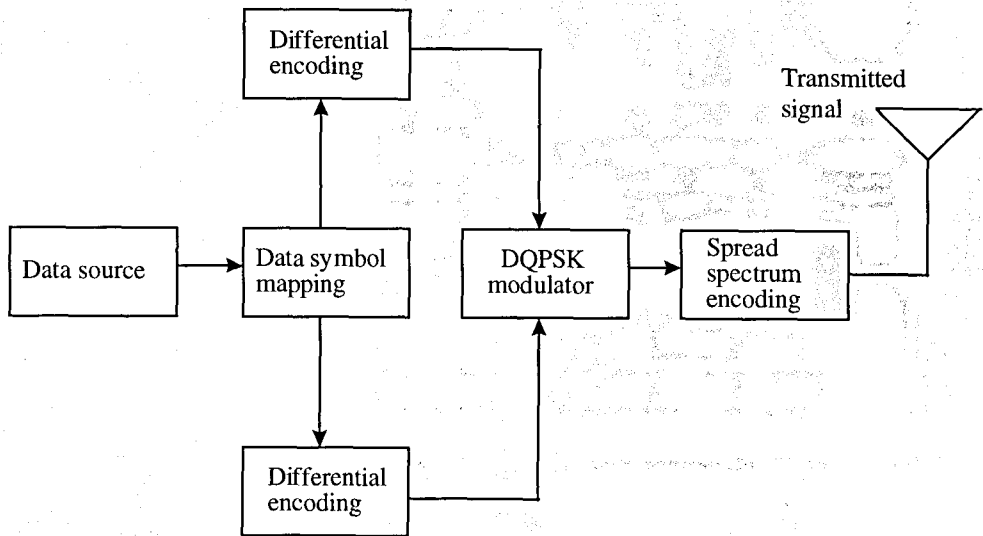 Differential
encoding
Transmitted
signal
Data source
Data symbol
mapping
DQPSK
modulator
Spread
spectrum
encoding
Differential
encoding